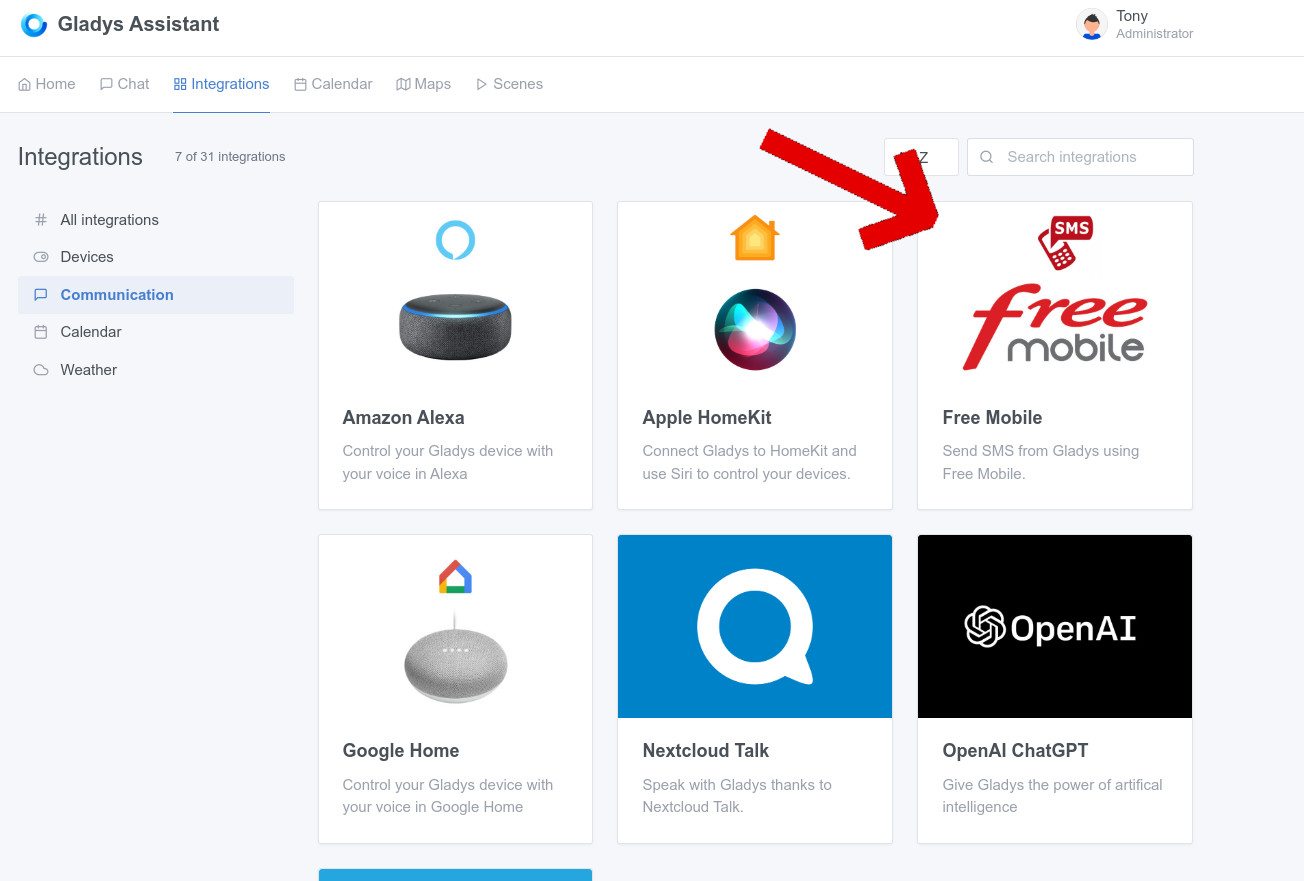 Gladys Assistant
Tony
Administrator
Home
Chat
Integrations
Calendar
Maps
Scenes
Integrations
7 of 31 integrations
Z
Search integrations
All integrations
Devices
Communication
Calendar
Weather
SMS
free
mobile
Amazon Alexa
Control your Gladys device with
your voice in Alexa
Apple HomeKit
Connect Gladys to HomeKit and
use Siri to control your devices.
Free Mobile
Send SMS from Gladys using
Free Mobile.
OpenAI
Google Home
Control your Gladys device with
your voice in Google Home
Nextcloud Talk
Speak with Gladys thanks to
Nextcloud Talk.
OpenAI ChatGPT
Give Gladys the power of artifical
intelligence